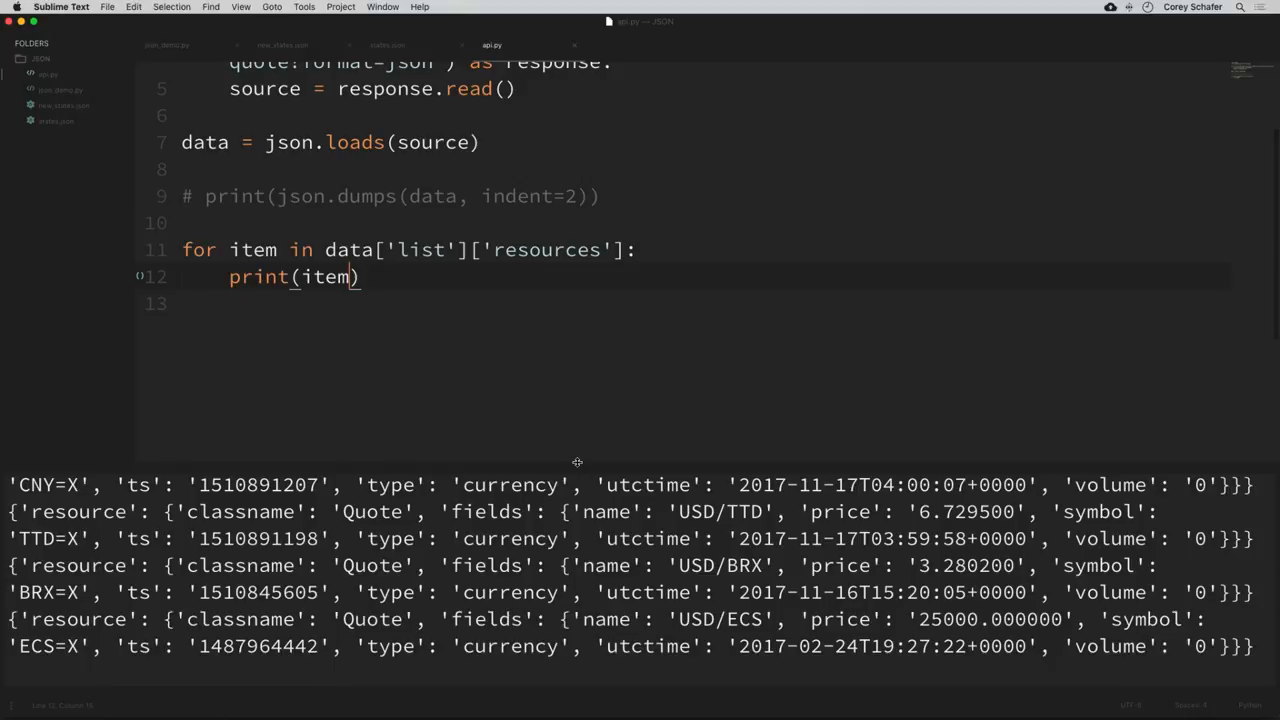 Sublime Text File Edit Selection Find View Goto Tools Project Window Help Corey Schafer
api.py — JSON
FOLDERS
json_demo.py new_states.json states.json api.py
JSON
api.py
json_demo.py
new_states.json
states.json
quote?format=json") as response:
5 source = response.read()
6
7 data = json.loads(source)
8
9 # print(json.dumps(data, indent=2))
10
11 for item in data['list']['resources']:
12 print(item)
13
'CNY=X', 'ts': '1510891207', 'type': 'currency', 'utctime': '2017-11-17T04:00:07+0000', 'volume': '0'}}}
{'resource': {'classname': 'Quote', 'fields': {'name': 'USD/TTD', 'price': '6.729500', 'symbol':
'TTD=X', 'ts': '1510891198', 'type': 'currency', 'utctime': '2017-11-17T03:59:58+0000', 'volume': '0'}}}
{'resource': {'classname': 'Quote', 'fields': {'name': 'USD/BRX', 'price': '3.280200', 'symbol':
'BRX=X', 'ts': '1510845605', 'type': 'currency', 'utctime': '2017-11-16T15:20:05+0000', 'volume': '0'}}}
{'resource': {'classname': 'Quote', 'fields': {'name': 'USD/ECS', 'price': '25000.000000', 'symbol':
'ECS=X', 'ts': '1487964442', 'type': 'currency', 'utctime': '2017-02-24T19:27:22+0000', 'volume': '0'}}}
Line 12, Column 15 UTF-8 Spaces: Python